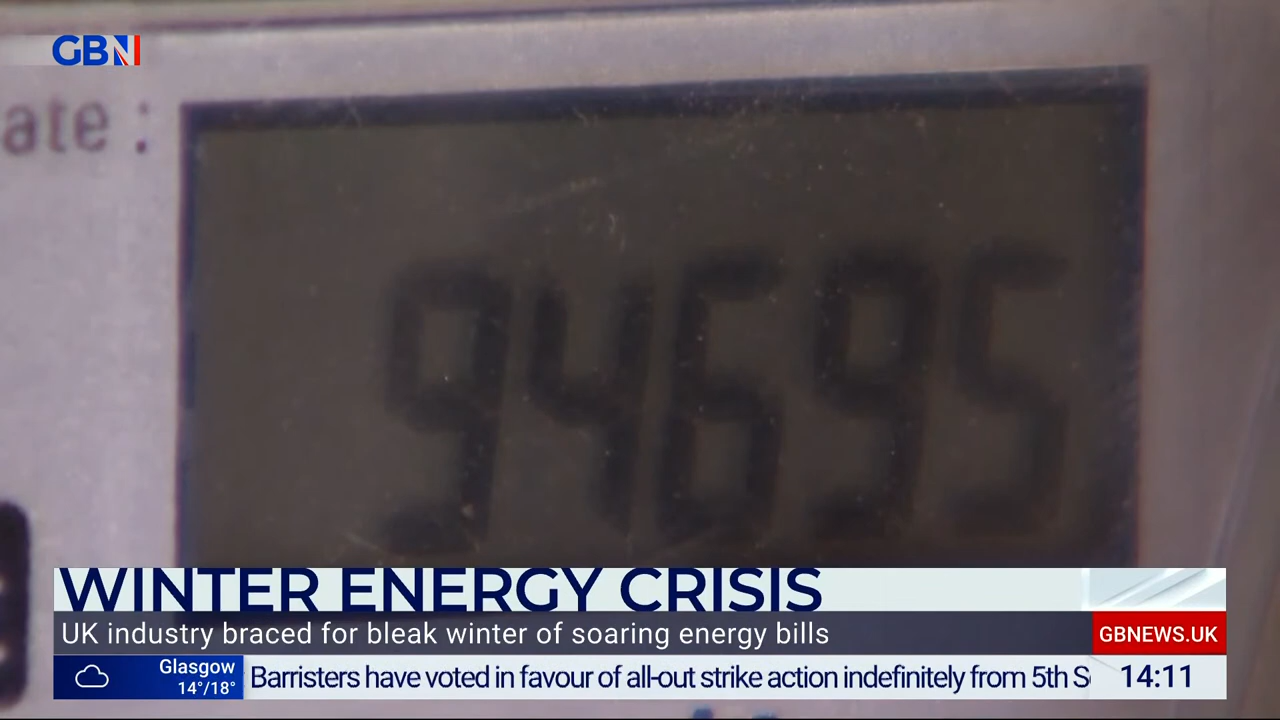 GBN
ate :
94695
WINTER ENERGY CRISIS
UK industry braced for bleak winter of soaring energy bills
GBNEWS.UK
Glasgow
14°/18°
Barristers have voted in favour of all-out strike action indefinitely from 5th S
14:11